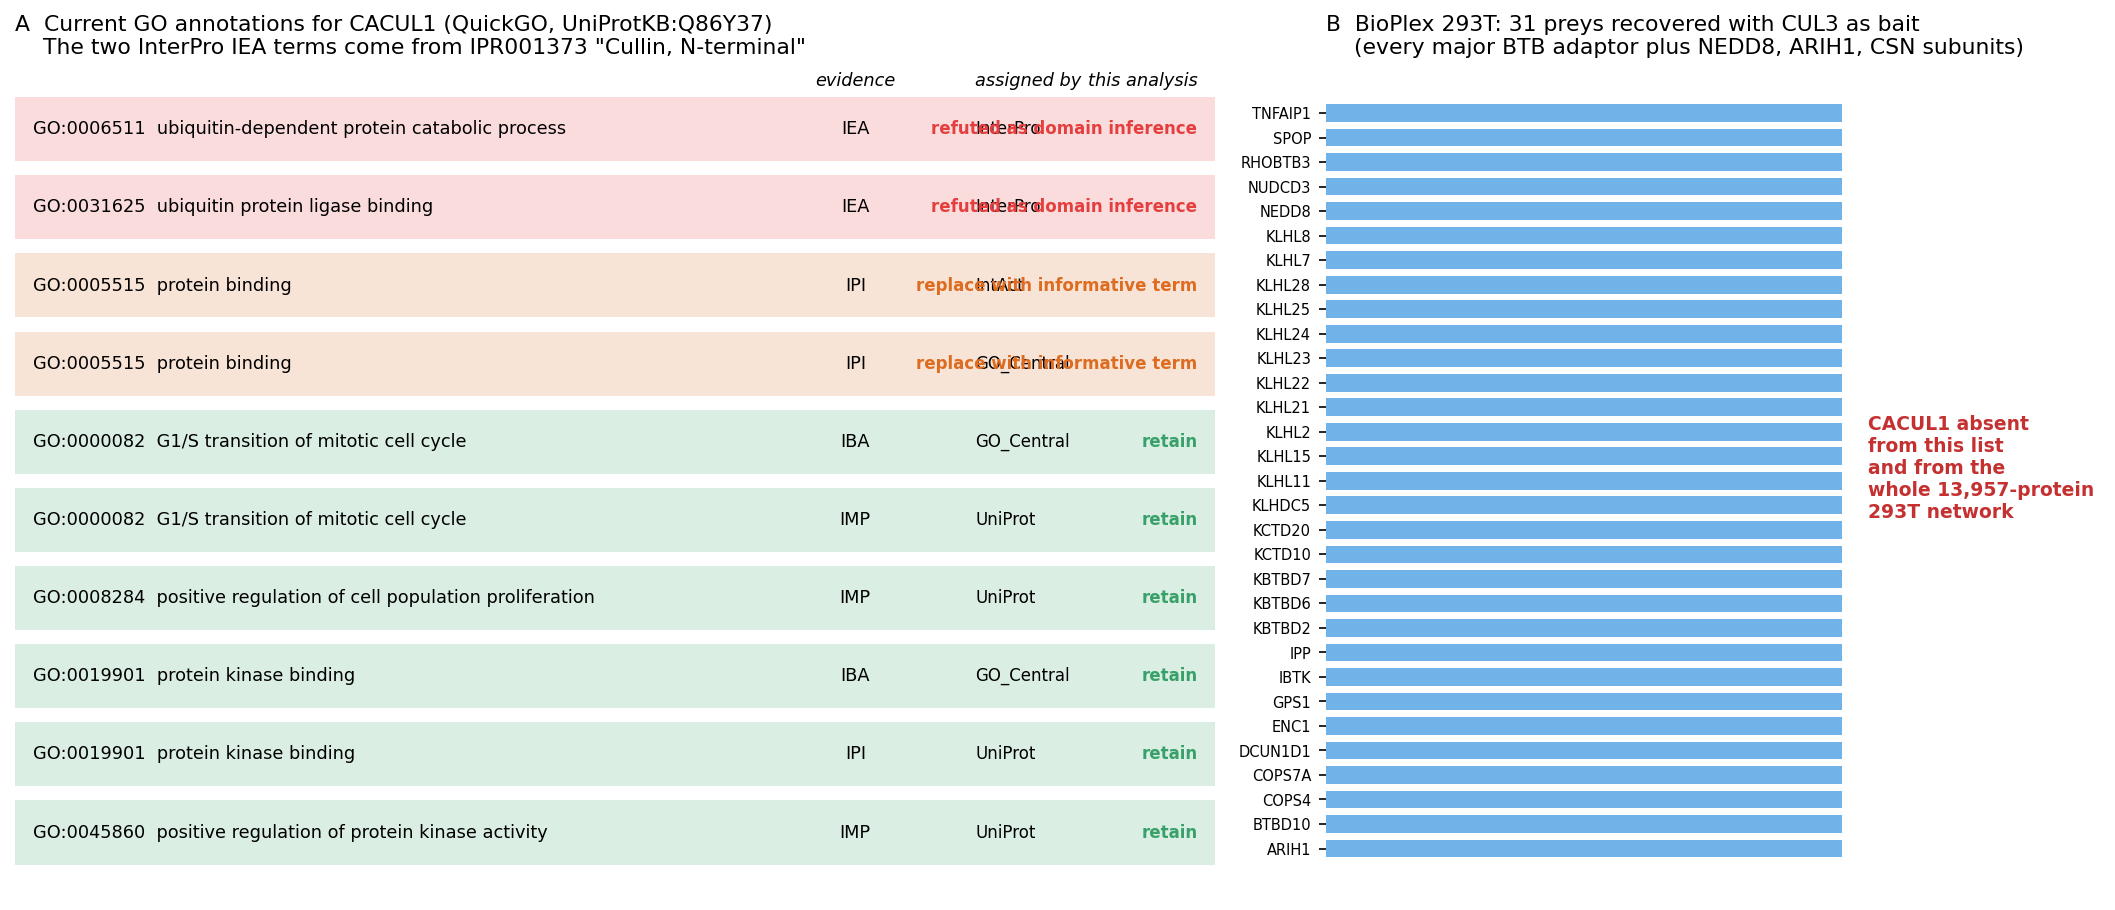 A  Current GO annotations for CACUL1 (QuickGO, UniProtKB:Q86Y37)
The two InterPro IEA terms come from IPR001373 "Cullin, N-terminal"
evidence assigned by this analysis
GO:0006511 ubiquitin-dependent protein catabolic process IEA InterPro refuted as domain inference
GO:0031625 ubiquitin protein ligase binding IEA InterPro refuted as domain inference
GO:0005515 protein binding IPI IntAct replace with informative term
GO:0005515 protein binding IPI GO_Central replace with informative term
GO:0000082 G1/S transition of mitotic cell cycle IBA GO_Central retain
GO:0000082 G1/S transition of mitotic cell cycle IMP UniProt retain
GO:0008284 positive regulation of cell population proliferation IMP UniProt retain
GO:0019901 protein kinase binding IBA GO_Central retain
GO:0019901 protein kinase binding IPI UniProt retain
GO:0045860 positive regulation of protein kinase activity IMP UniProt retain
B  BioPlex 293T: 31 preys recovered with CUL3 as bait
(every major BTB adaptor plus NEDD8, ARIH1, CSN subunits)
TNFAIP1
SPOP
RHOBTB3
NUDCD3
NEDD8
KLHL8
KLHL7
KLHL28
KLHL25
KLHL24
KLHL23
KLHL22
KLHL21
KLHL2
KLHL15
KLHL11
KLHDC5
KCTD20
KCTD10
KBTBD7
KBTBD6
KBTBD2
IPP
IBTK
GPS1
ENC1
DCUN1D1
COPS7A
COPS4
BTBD10
ARIH1
CACUL1 absent
from this list
and from the
whole 13,957-protein
293T network